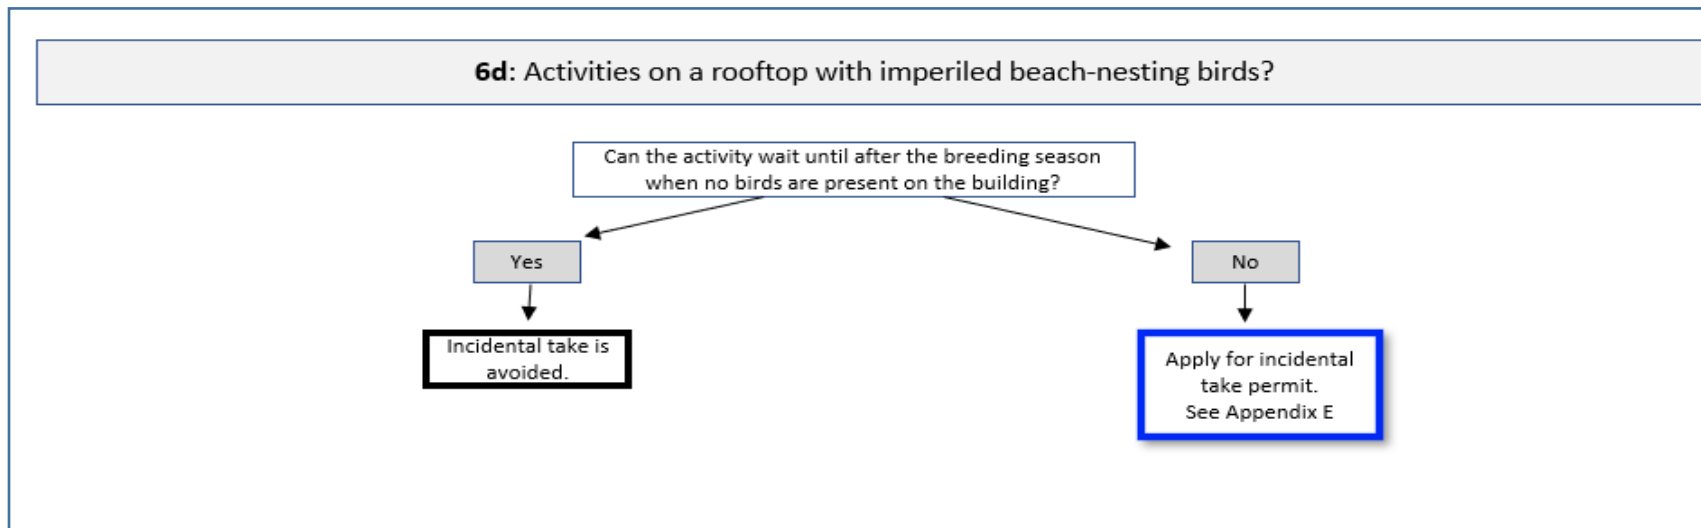 6d: Activities on a rooftop with imperiled beach-nesting birds?
Can the activity wait until after the breeding season
when no birds are present on the building?
Yes
No
Incidental take is
avoided.
Apply for incidental
take permit.
See Appendix E